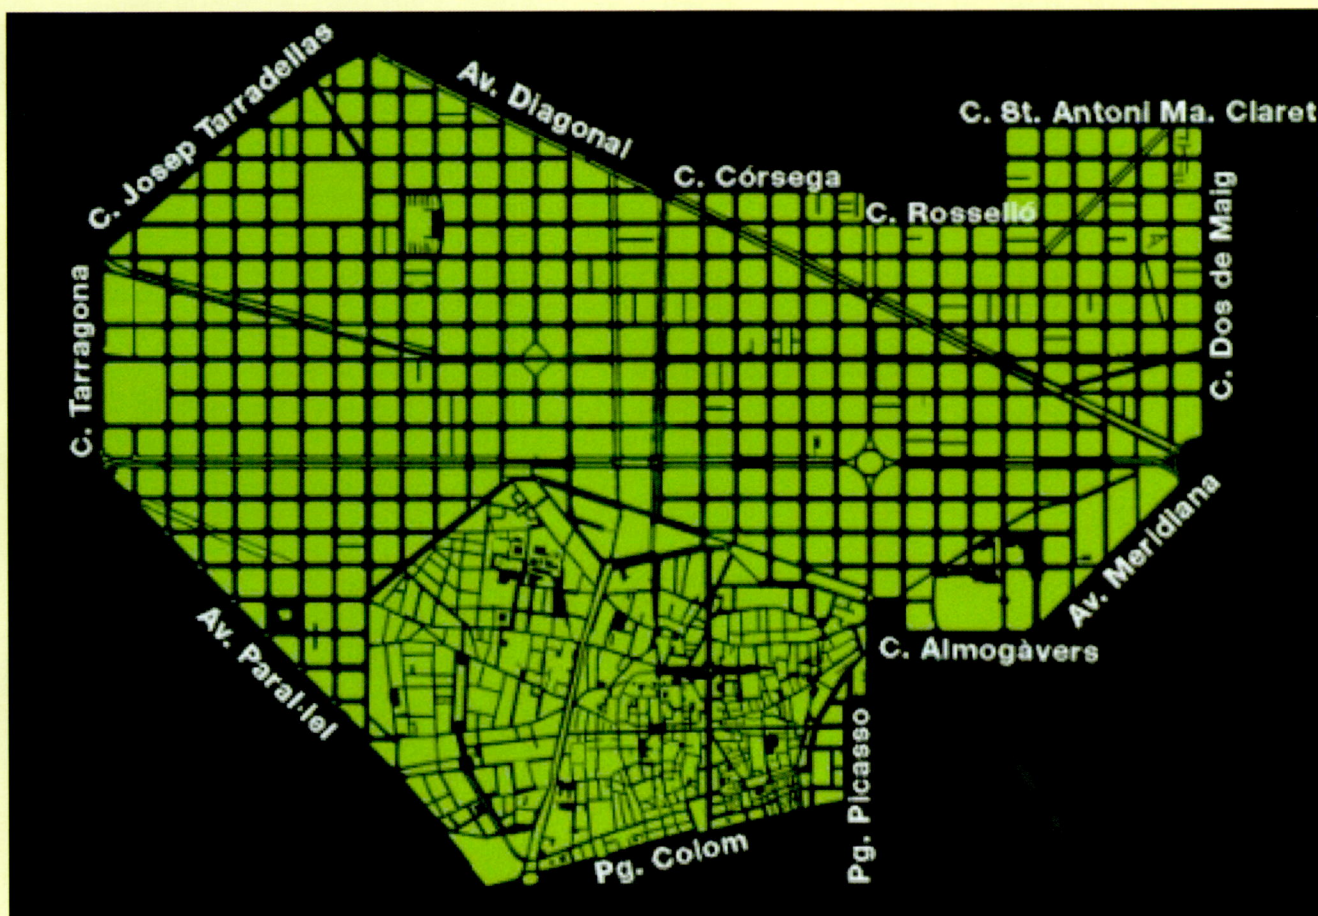 C. Josep Tarradellas
Av. Diagonal
C. St. Antoni Ma. Claret
C. Córsega
C. Rosselló
C. Dos de Maig
C. Tarragona
Av. Meridiana
Av. Paral·lel
C. Almogàvers
Pg. Picasso
Pg. Colom